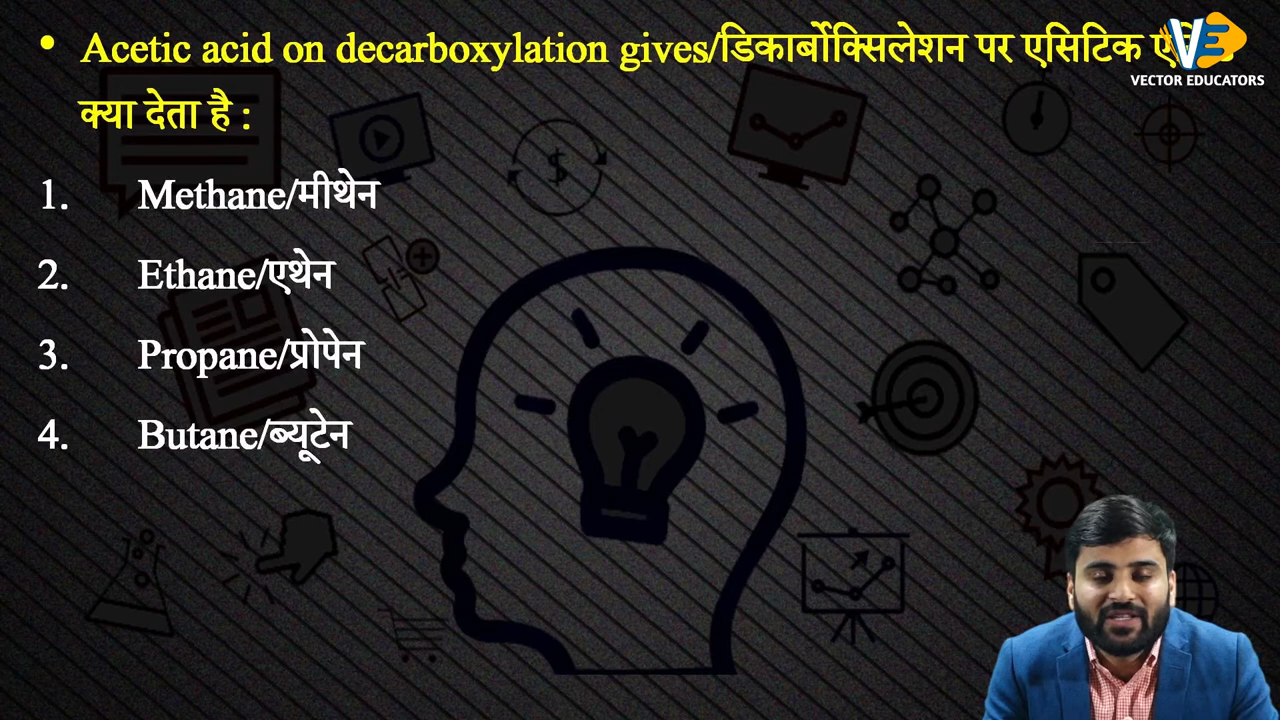 • Acetic acid on decarboxylation gives/डिकार्बोक्सिलेशन पर एसिटिक
क्या देता है :
1. Methane/मीथेन
2. Ethane/एथेन
3. Propane/प्रोपेन
4. Butane/ब्यूटेन
VE
VECTOR EDUCATORS